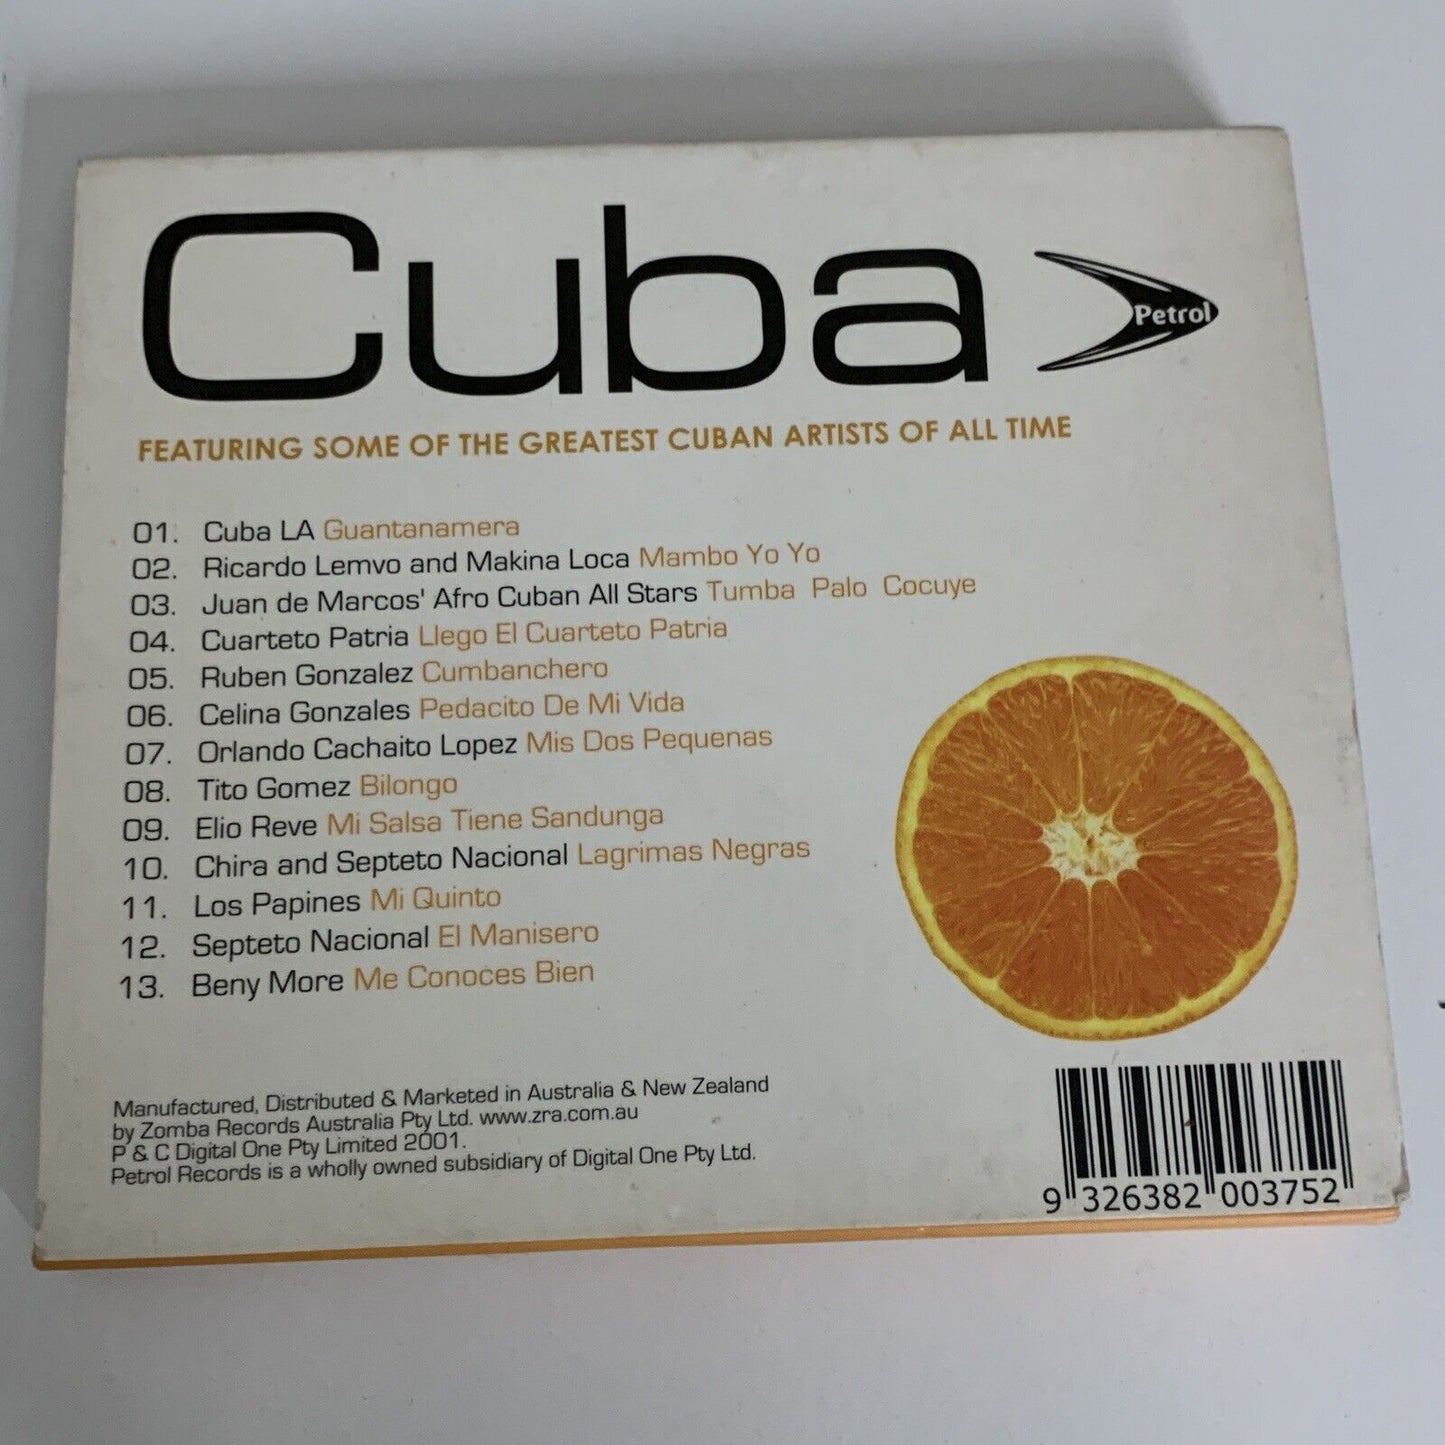 Cuba
Petrol
FEATURING SOME OF THE GREATEST CUBAN ARTISTS OF ALL TIME
01. Cuba LA Guantanamera
02. Ricardo Lemvo and Makina Loca Mambo Yo Yo
03. Juan de Marcos' Afro Cuban All Stars Tumba Palo Cocuye
04. Cuarteto Patria Llego El Cuarteto Patria
05. Ruben Gonzalez Cumbanchero
06. Celina Gonzales Pedacito De Mi Vida
07. Orlando Cachaito Lopez Mis Dos Pequenas
08. Tito Gomez Bilongo
09. Elio Reve Mi Salsa Tiene Sandunga
10. Chira and Septeto Nacional Lagrimas Negras
11. Los Papines Mi Quinto
12. Septeto Nacional El Manisero
13. Beny More Me Conoces Bien
Manufactured, Distributed & Marketed in Australia & New Zealand
by Zomba Records Australia Pty Ltd. www.zra.com.au
P & C Digital One Pty Limited 2001.
Petrol Records is a wholly owned subsidiary of Digital One Pty Ltd.
9 326382 003752